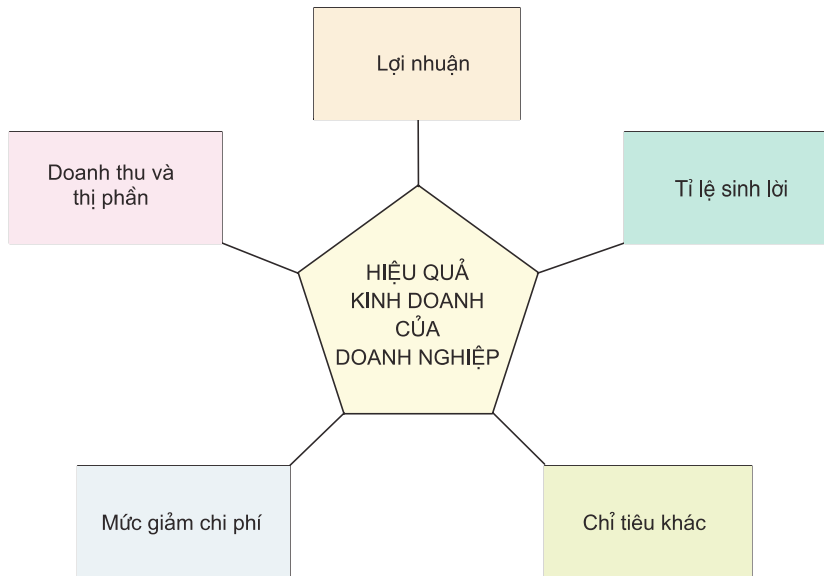 Lợi nhuận
Doanh thu và
thị phần
Tỉ lệ sinh lời
HIỆU QUẢ
KINH DOANH
CỦA
DOANH NGHIỆP
Mức giảm chi phí
Chỉ tiêu khác